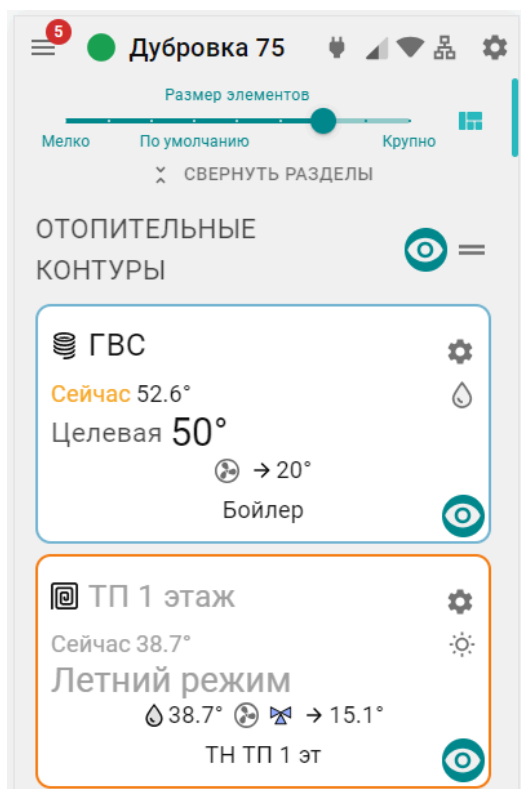 5
Дубровка 75
Размер элементов
Мелко По умолчанию Крупно
СВЕРНУТЬ РАЗДЕЛЫ
ОТОПИТЕЛЬНЫЕ
КОНТУРЫ
ГВС
Сейчас 52.6°
Целевая 50°
→ 20°
Бойлер
ТП 1 этаж
Сейчас 38.7°
Летний режим
38.7° → 15.1°
ТН ТП 1 эт